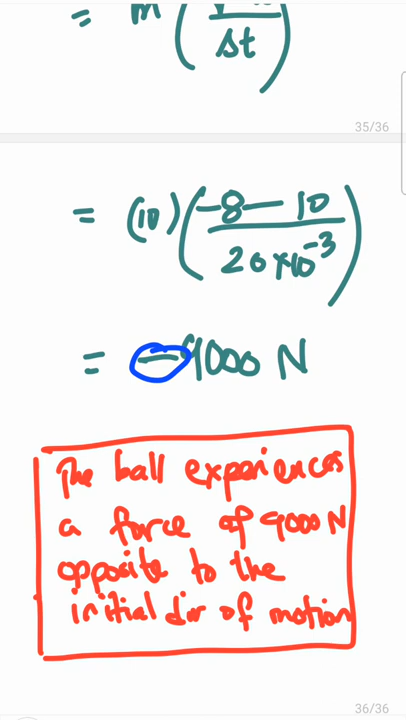 = m( /Δt)
35/36
= (10)(-8-10/20×10⁻³)
= -9000 N
The ball experiences
a force of 9000 N
opposite to the
initial dir of motion
36/36